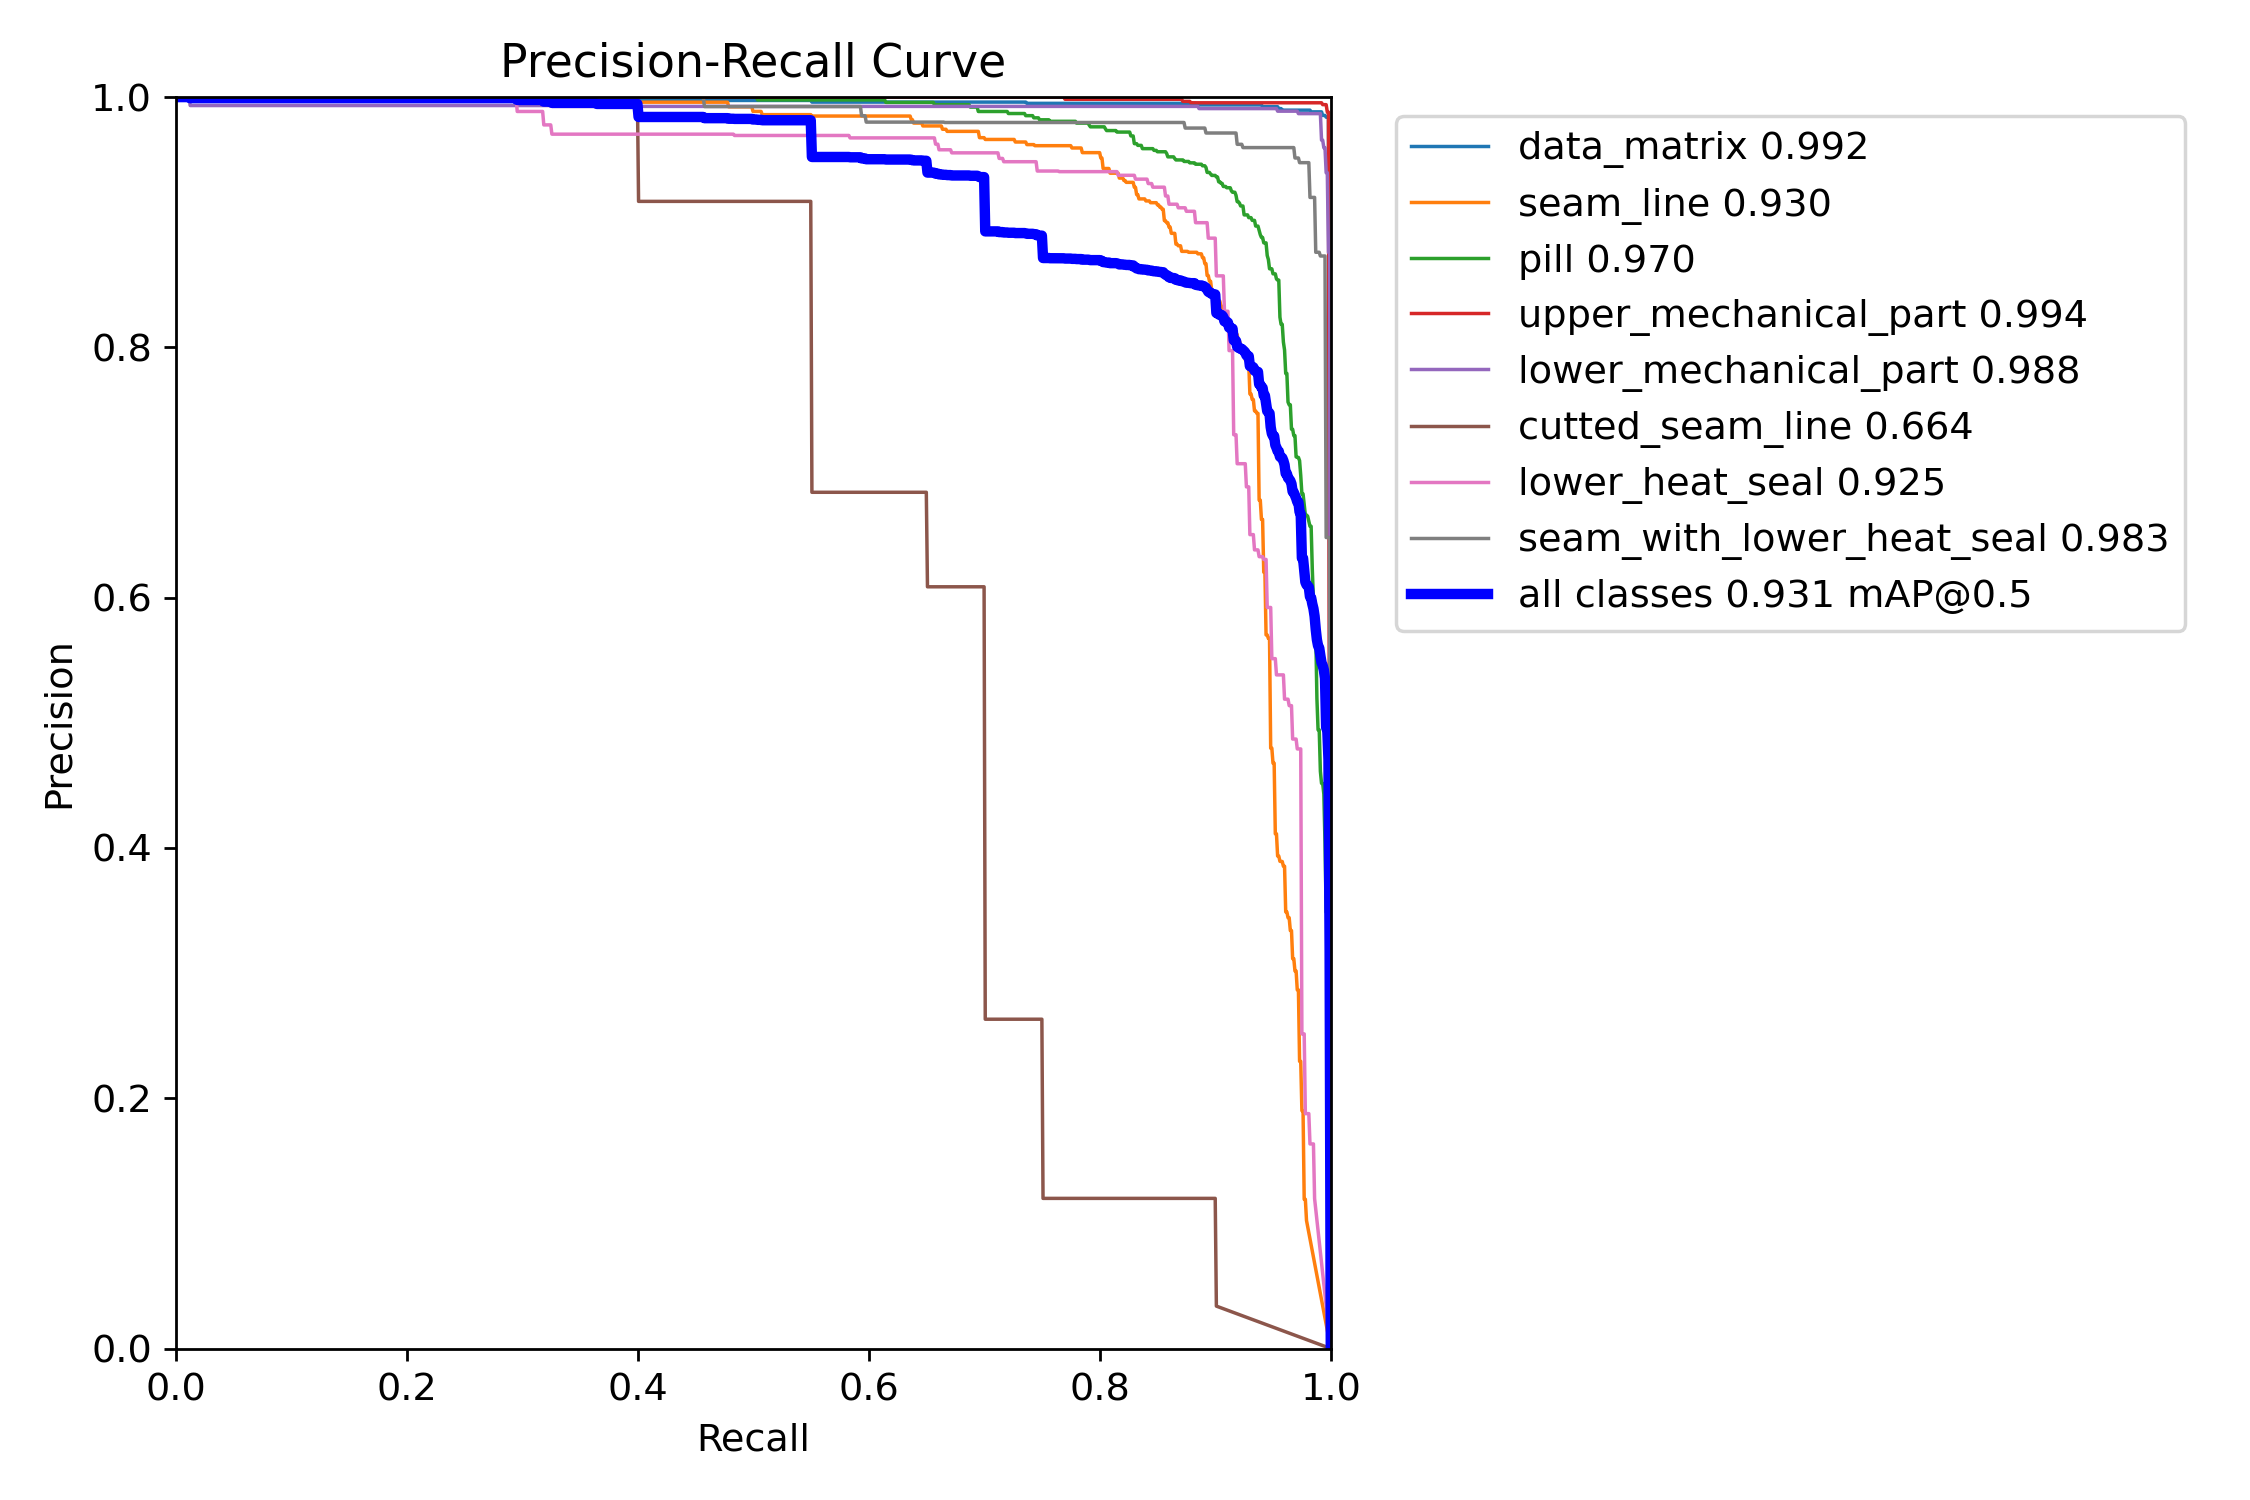 Precision-Recall Curve
1.0
0.8
0.6
0.4
0.2
0.0
Precision
0.0 0.2 0.4 0.6 0.8 1.0
Recall
data_matrix 0.992
seam_line 0.930
pill 0.970
upper_mechanical_part 0.994
lower_mechanical_part 0.988
cutted_seam_line 0.664
lower_heat_seal 0.925
seam_with_lower_heat_seal 0.983
all classes 0.931 mAP@0.5